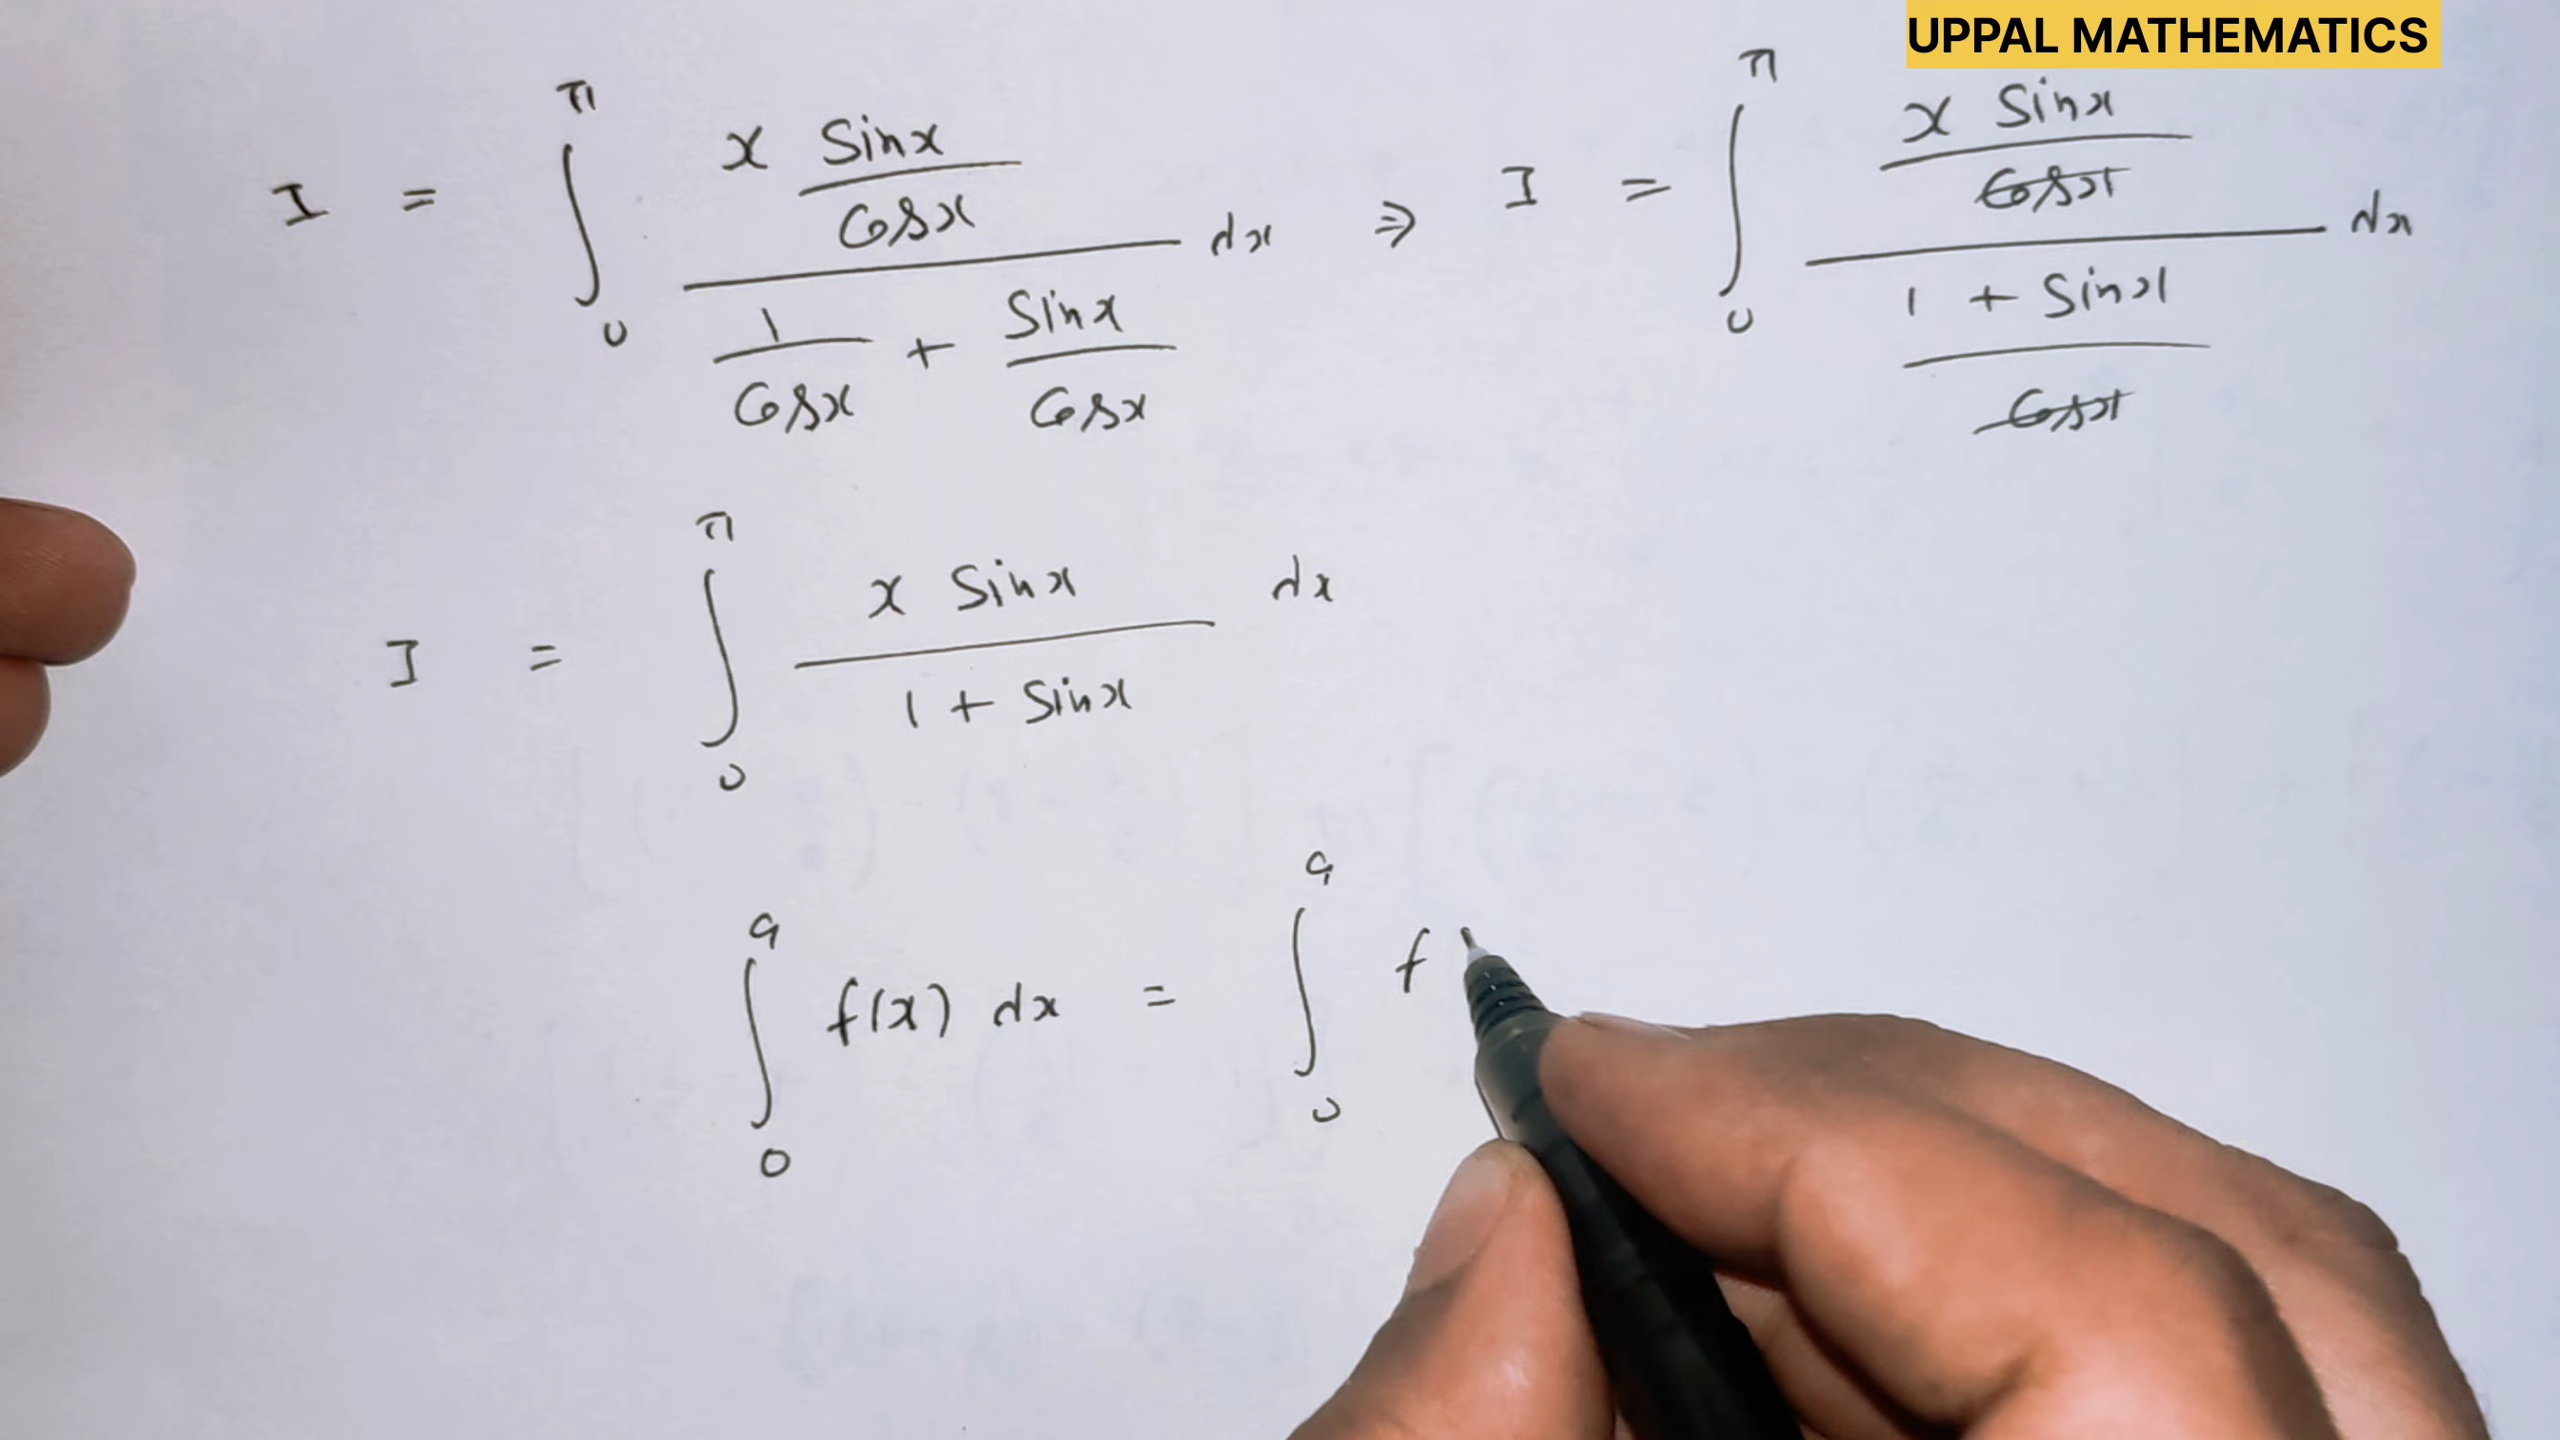 UPPAL MATHEMATICS
I = ∫₀^π (x Sinx/Cosx)/(1/Cosx + Sinx/Cosx) dx ⇒ I = ∫₀^π (x Sinx/Cosx)/((1 + Sinx)/Cosx) dx
I = ∫₀^π (x Sinx)/(1 + Sinx) dx
∫₀^a f(x) dx = ∫₀^a f